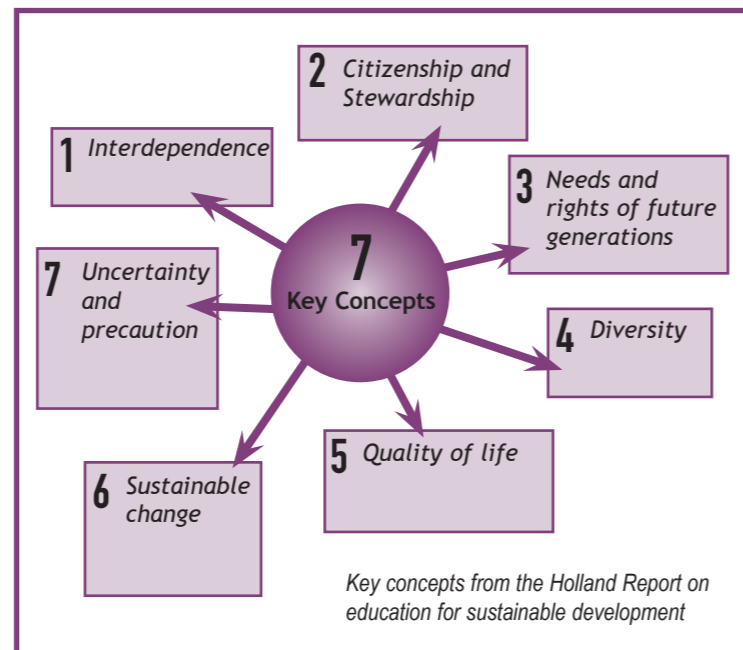 7
Key Concepts
1 Interdependence
2 Citizenship and
Stewardship
3 Needs and
rights of future
generations
4 Diversity
5 Quality of life
6 Sustainable
change
7 Uncertainty
and
precaution
Key concepts from the Holland Report on
education for sustainable development